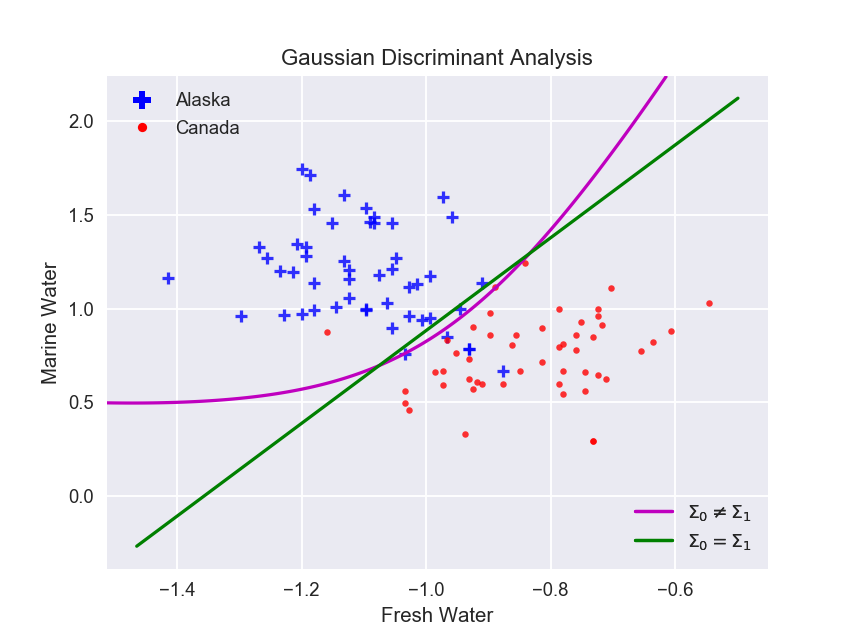 Gaussian Discriminant Analysis
Alaska
Canada
2.0
1.5
1.0
0.5
0.0
Marine Water
Σ₀ ≠ Σ₁
Σ₀ = Σ₁
−1.4 −1.2 −1.0 −0.8 −0.6
Fresh Water